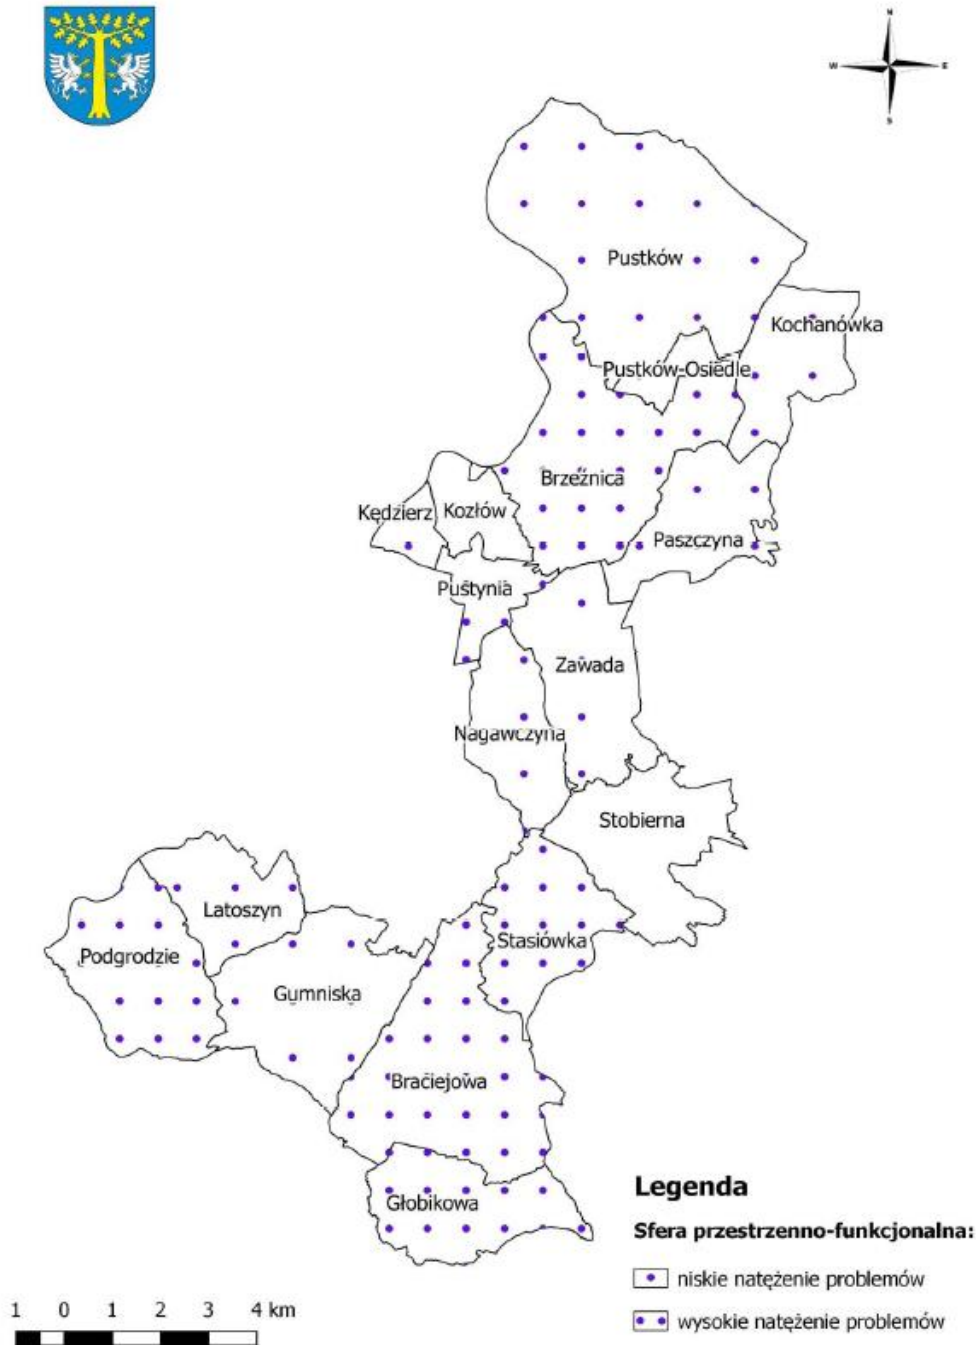 N
W
E
S
Pustków
Kochanówka
Pustków-Osiedle
Brzeźnica
Kędzierz
Kozłów
Paszczyna
Pustynia
Zawada
Nagawczyna
Stobierna
Latoszyn
Stasiówka
Podgrodzie
Gumniska
Braciejowa
Głobikowa
Legenda
Sfera przestrzenno-funkcjonalna:
niskie natężenie problemów
wysokie natężenie problemów
1 0 1 2 3 4 km